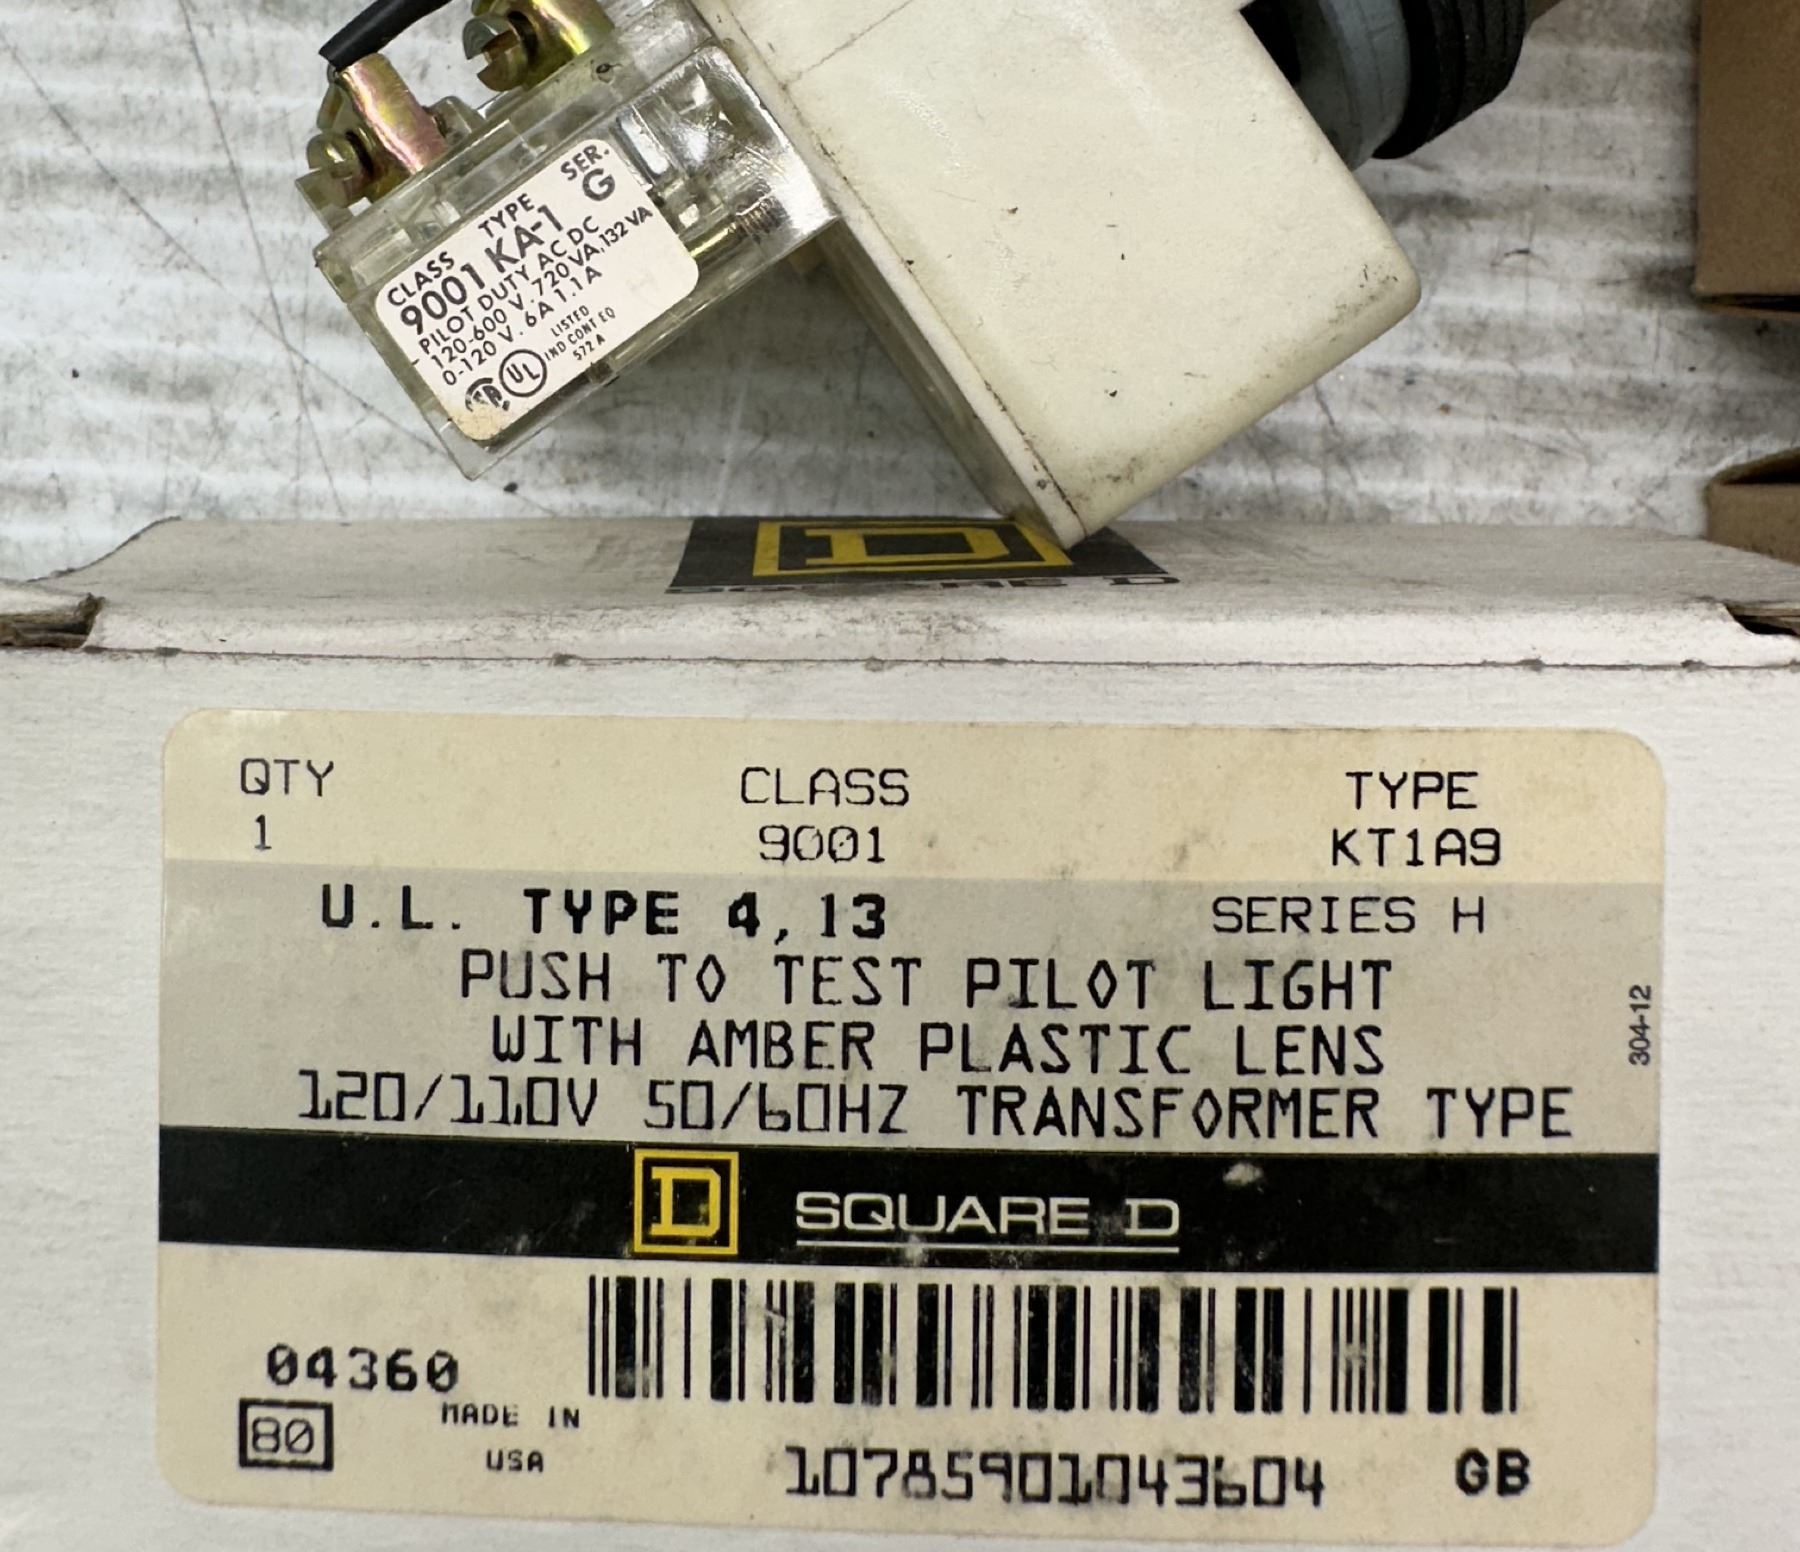 CLASS TYPE SER.
9001 KA-1 G
PILOT DUTY AC DC
120-600 V. 720 VA, 132 VA
0-120 V. 6A 1.1 A
UL LISTED
IND CONT EQ
572 A
D
QTY CLASS TYPE
1 9001 KT1A9
U.L. TYPE 4,13 SERIES H
PUSH TO TEST PILOT LIGHT
WITH AMBER PLASTIC LENS
120/110V 50/60HZ TRANSFORMER TYPE
304-12
D SQUARE D
04360
80 MADE IN
USA
10785901043604 GB